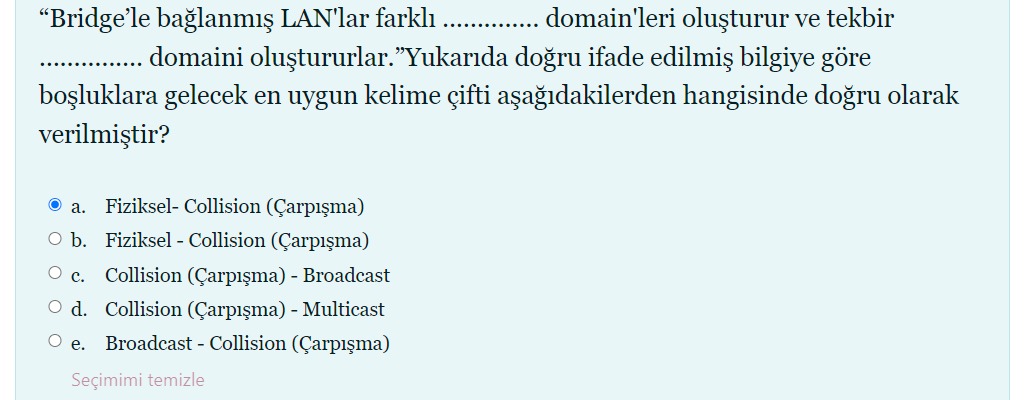 “Bridge’le bağlanmış LAN'lar farklı .............. domain'leri oluşturur ve tekbir
............... domaini oluştururlar.”Yukarıda doğru ifade edilmiş bilgiye göre
boşluklara gelecek en uygun kelime çifti aşağıdakilerden hangisinde doğru olarak
verilmiştir?
a. Fiziksel- Collision (Çarpışma)
b. Fiziksel - Collision (Çarpışma)
c. Collision (Çarpışma) - Broadcast
d. Collision (Çarpışma) - Multicast
e. Broadcast - Collision (Çarpışma)
Seçimimi temizle